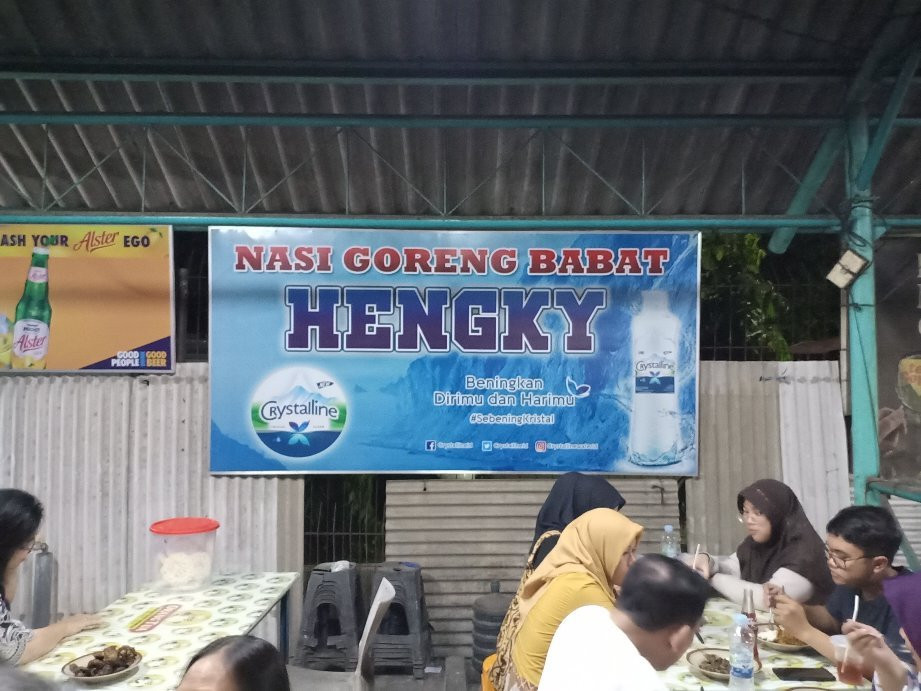 ASH YOUR Alster EGO
Alster
GOOD GOOD
PEOPLE BEER
NASI GORENG BABAT
HENGKY
NEW
Crystalline
Crystalline
Beningkan
Dirimu dan Harimu
#SebeningKristal